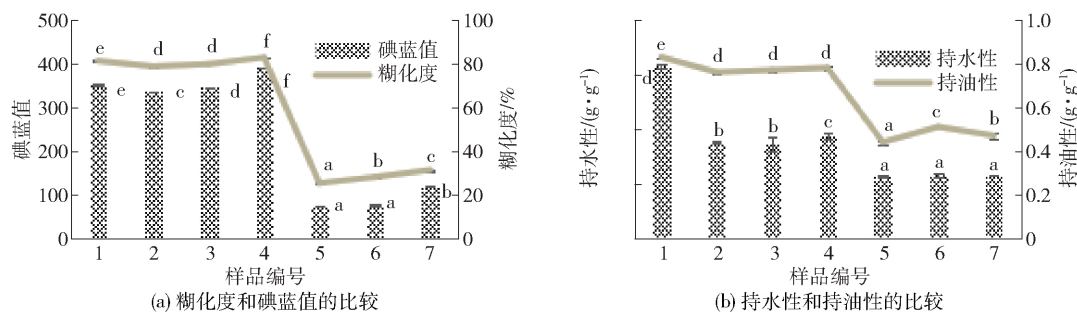 500
400
300
200
100
0
碘蓝值
100
80
60
40
20
0
糊化度/%
碘蓝值
糊化度
e d d f
e c d f
a b c
a a b
1 2 3 4 5 6 7
样品编号
(a) 糊化度和碘蓝值的比较
持水性/(g·g⁻¹)
1.0
0.8
0.6
0.4
0.2
0
持油性/(g·g⁻¹)
持水性
持油性
e d d d
d
b b c
a c b
a a a
1 2 3 4 5 6 7
样品编号
(b) 持水性和持油性的比较